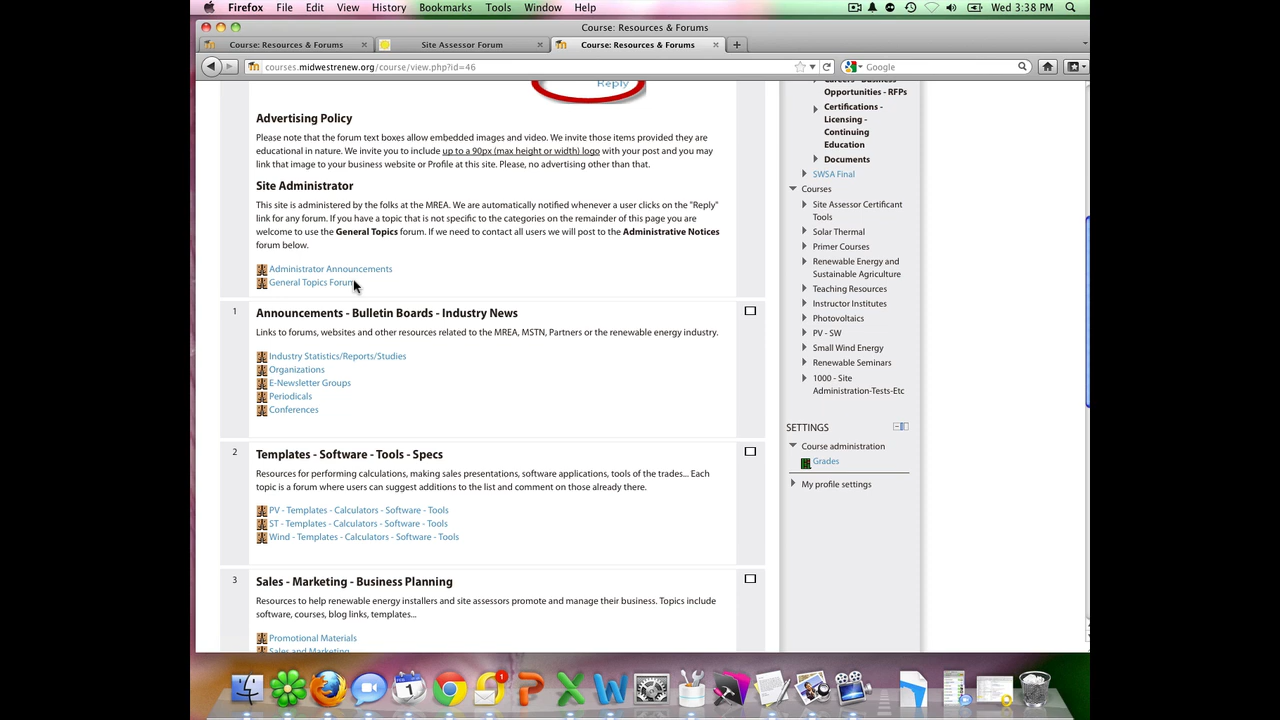 Firefox File Edit View History Bookmarks Tools Window Help Wed 3:38 PM
Course: Resources & Forums
Course: Resources & Forums Site Assessor Forum Course: Resources & Forums
courses.midwestrenew.org/course/view.php?id=46 Google
Reply
Advertising Policy
Please note that the forum text boxes allow embedded images and video. We invite those items provided they are
educational in nature. We invite you to include up to a 90px (max height or width) logo with your post and you may
link that image to your business website or Profile at this site. Please, no advertising other than that.
Site Administrator
This site is administered by the folks at the MREA. We are automatically notified whenever a user clicks on the "Reply"
link for any forum. If you have a topic that is not specific to the categories on the remainder of this page you are
welcome to use the General Topics forum. If we need to contact all users we will post to the Administrative Notices
forum below.
Administrator Announcements
General Topics Forum
1
Announcements - Bulletin Boards - Industry News
Links to forums, websites and other resources related to the MREA, MSTN, Partners or the renewable energy industry.
Industry Statistics/Reports/Studies
Organizations
E-Newsletter Groups
Periodicals
Conferences
2
Templates - Software - Tools - Specs
Resources for performing calculations, making sales presentations, software applications, tools of the trades... Each
topic is a forum where users can suggest additions to the list and comment on those already there.
PV - Templates - Calculators - Software - Tools
ST - Templates - Calculators - Software - Tools
Wind - Templates - Calculators - Software - Tools
3
Sales - Marketing - Business Planning
Resources to help renewable energy installers and site assessors promote and manage their business. Topics include
software, courses, blog links, templates...
Promotional Materials
Sales and Marketing
Careers - Business
Opportunities - RFPs
Certifications -
Licensing -
Continuing
Education
Documents
SWSA Final
Courses
Site Assessor Certificant
Tools
Solar Thermal
Primer Courses
Renewable Energy and
Sustainable Agriculture
Teaching Resources
Instructor Institutes
Photovoltaics
PV - SW
Small Wind Energy
Renewable Seminars
1000 - Site
Administration-Tests-Etc
SETTINGS
Course administration
Grades
My profile settings